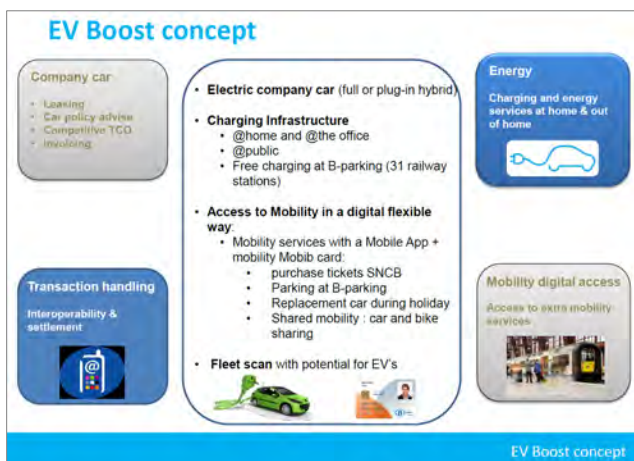 EV Boost concept
Company car
• Leasing
• Car policy advise
• Competitive TCO
• Invoicing
• Electric company car (full or plug-in hybrid)
• Charging Infrastructure
• @home and @the office
• @public
• Free charging at B-parking (31 railway
stations)
• Access to Mobility in a digital flexible
way:
• Mobility services with a Mobile App +
mobility Mobib card:
• purchase tickets SNCB
• Parking at B-parking
• Replacement car during holiday
• Shared mobility : car and bike
sharing
• Fleet scan with potential for EV's
Energy
Charging and energy
services at home & out
of home
Transaction handling
Interoperability &
settlement
@
Mobility digital access
Access to extra mobility
services
EV Boost concept